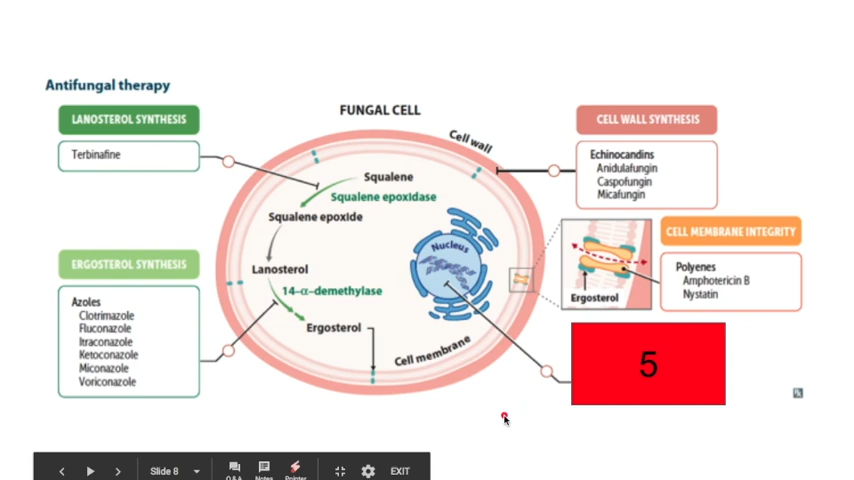 Antifungal therapy
FUNGAL CELL
LANOSTEROL SYNTHESIS
Terbinafine
CELL WALL SYNTHESIS
Echinocandins
Anidulafungin
Caspofungin
Micafungin
Cell wall
Squalene
Squalene epoxidase
Squalene epoxide
Lanosterol
14-α-demethylase
Ergosterol
Nucleus
Cell membrane
ERGOSTEROL SYNTHESIS
Azoles
Clotrimazole
Fluconazole
Itraconazole
Ketoconazole
Miconazole
Voriconazole
CELL MEMBRANE INTEGRITY
Polyenes
Amphotericin B
Nystatin
Ergosterol
5
Slide 8
Q&A
Notes
Pointer
EXIT